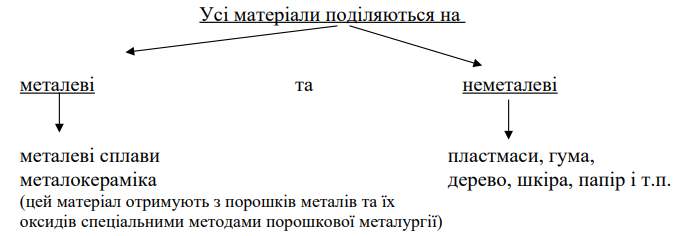 Усі матеріали поділяються на
металеві та неметалеві
металеві сплави
металокераміка
(цей матеріал отримують з порошків металів та їх
оксидів спеціальними методами порошкової металургії)
пластмаси, гума,
дерево, шкіра, папір і т.п.